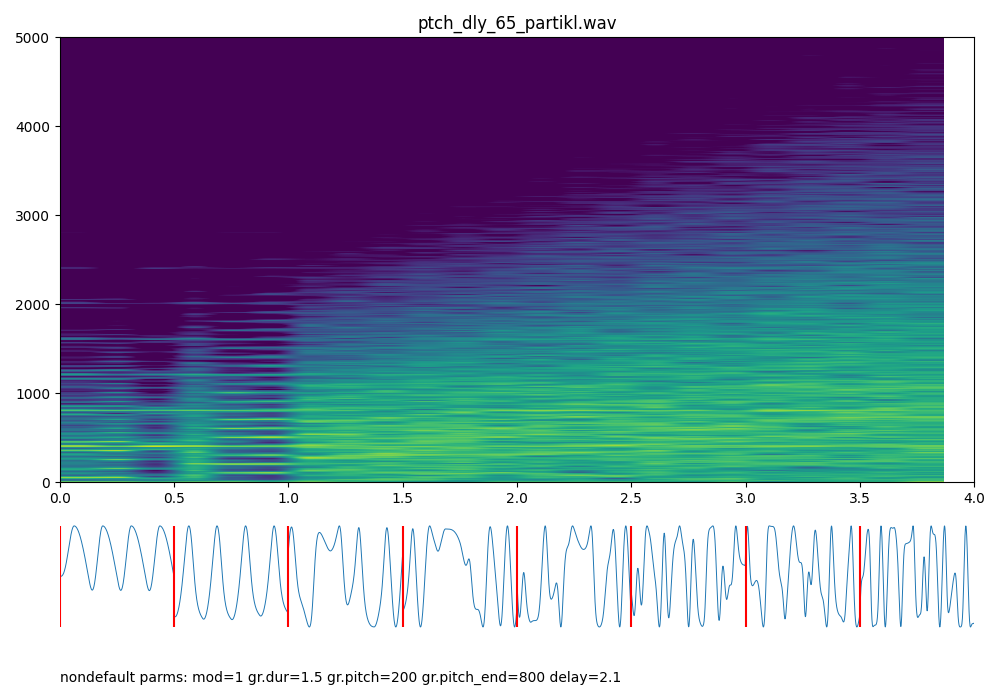 ptch_dly_65_partikl.wav
5000
4000
3000
2000
1000
0
0.0 0.5 1.0 1.5 2.0 2.5 3.0 3.5 4.0
nondefault parms: mod=1 gr.dur=1.5 gr.pitch=200 gr.pitch_end=800 delay=2.1